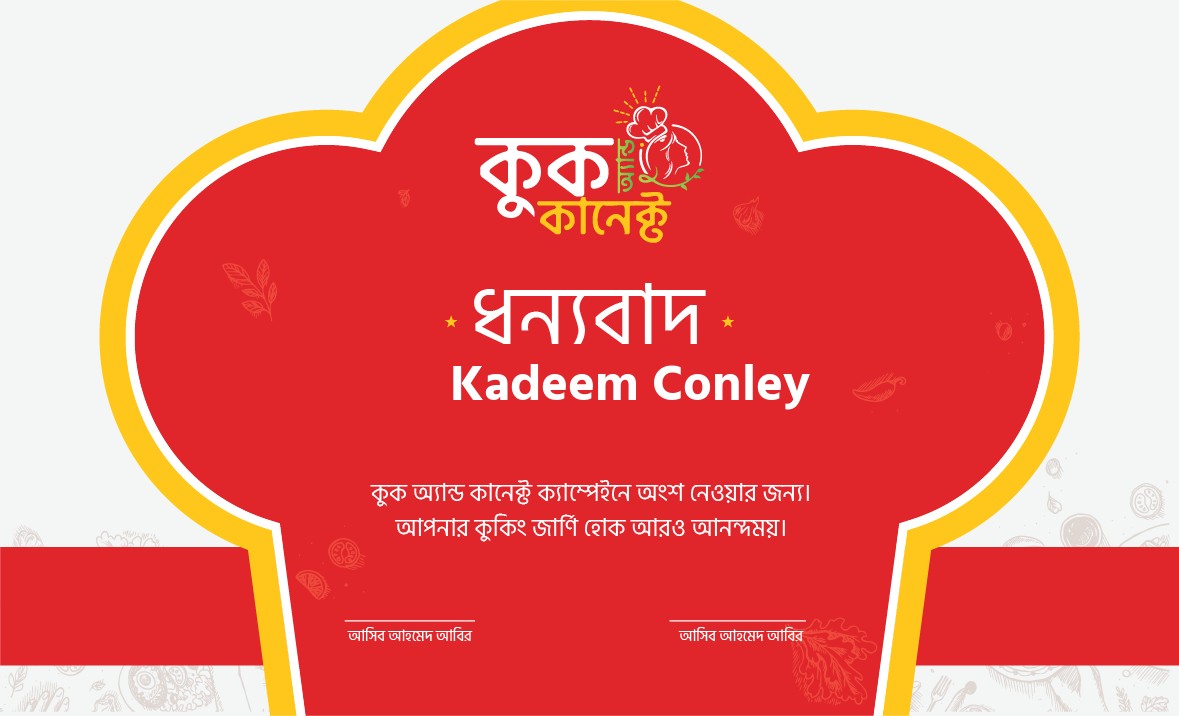 কুক অ্যান্ড
কানেক্ট
ধন্যবাদ
Kadeem Conley
কুক অ্যান্ড কানেক্ট ক্যাম্পেইনে অংশ নেওয়ার জন্য।
আপনার কুকিং জার্ণি হোক আরও আনন্দময়।
আসিব আহমেদ আবির
আসিব আহমেদ আবির